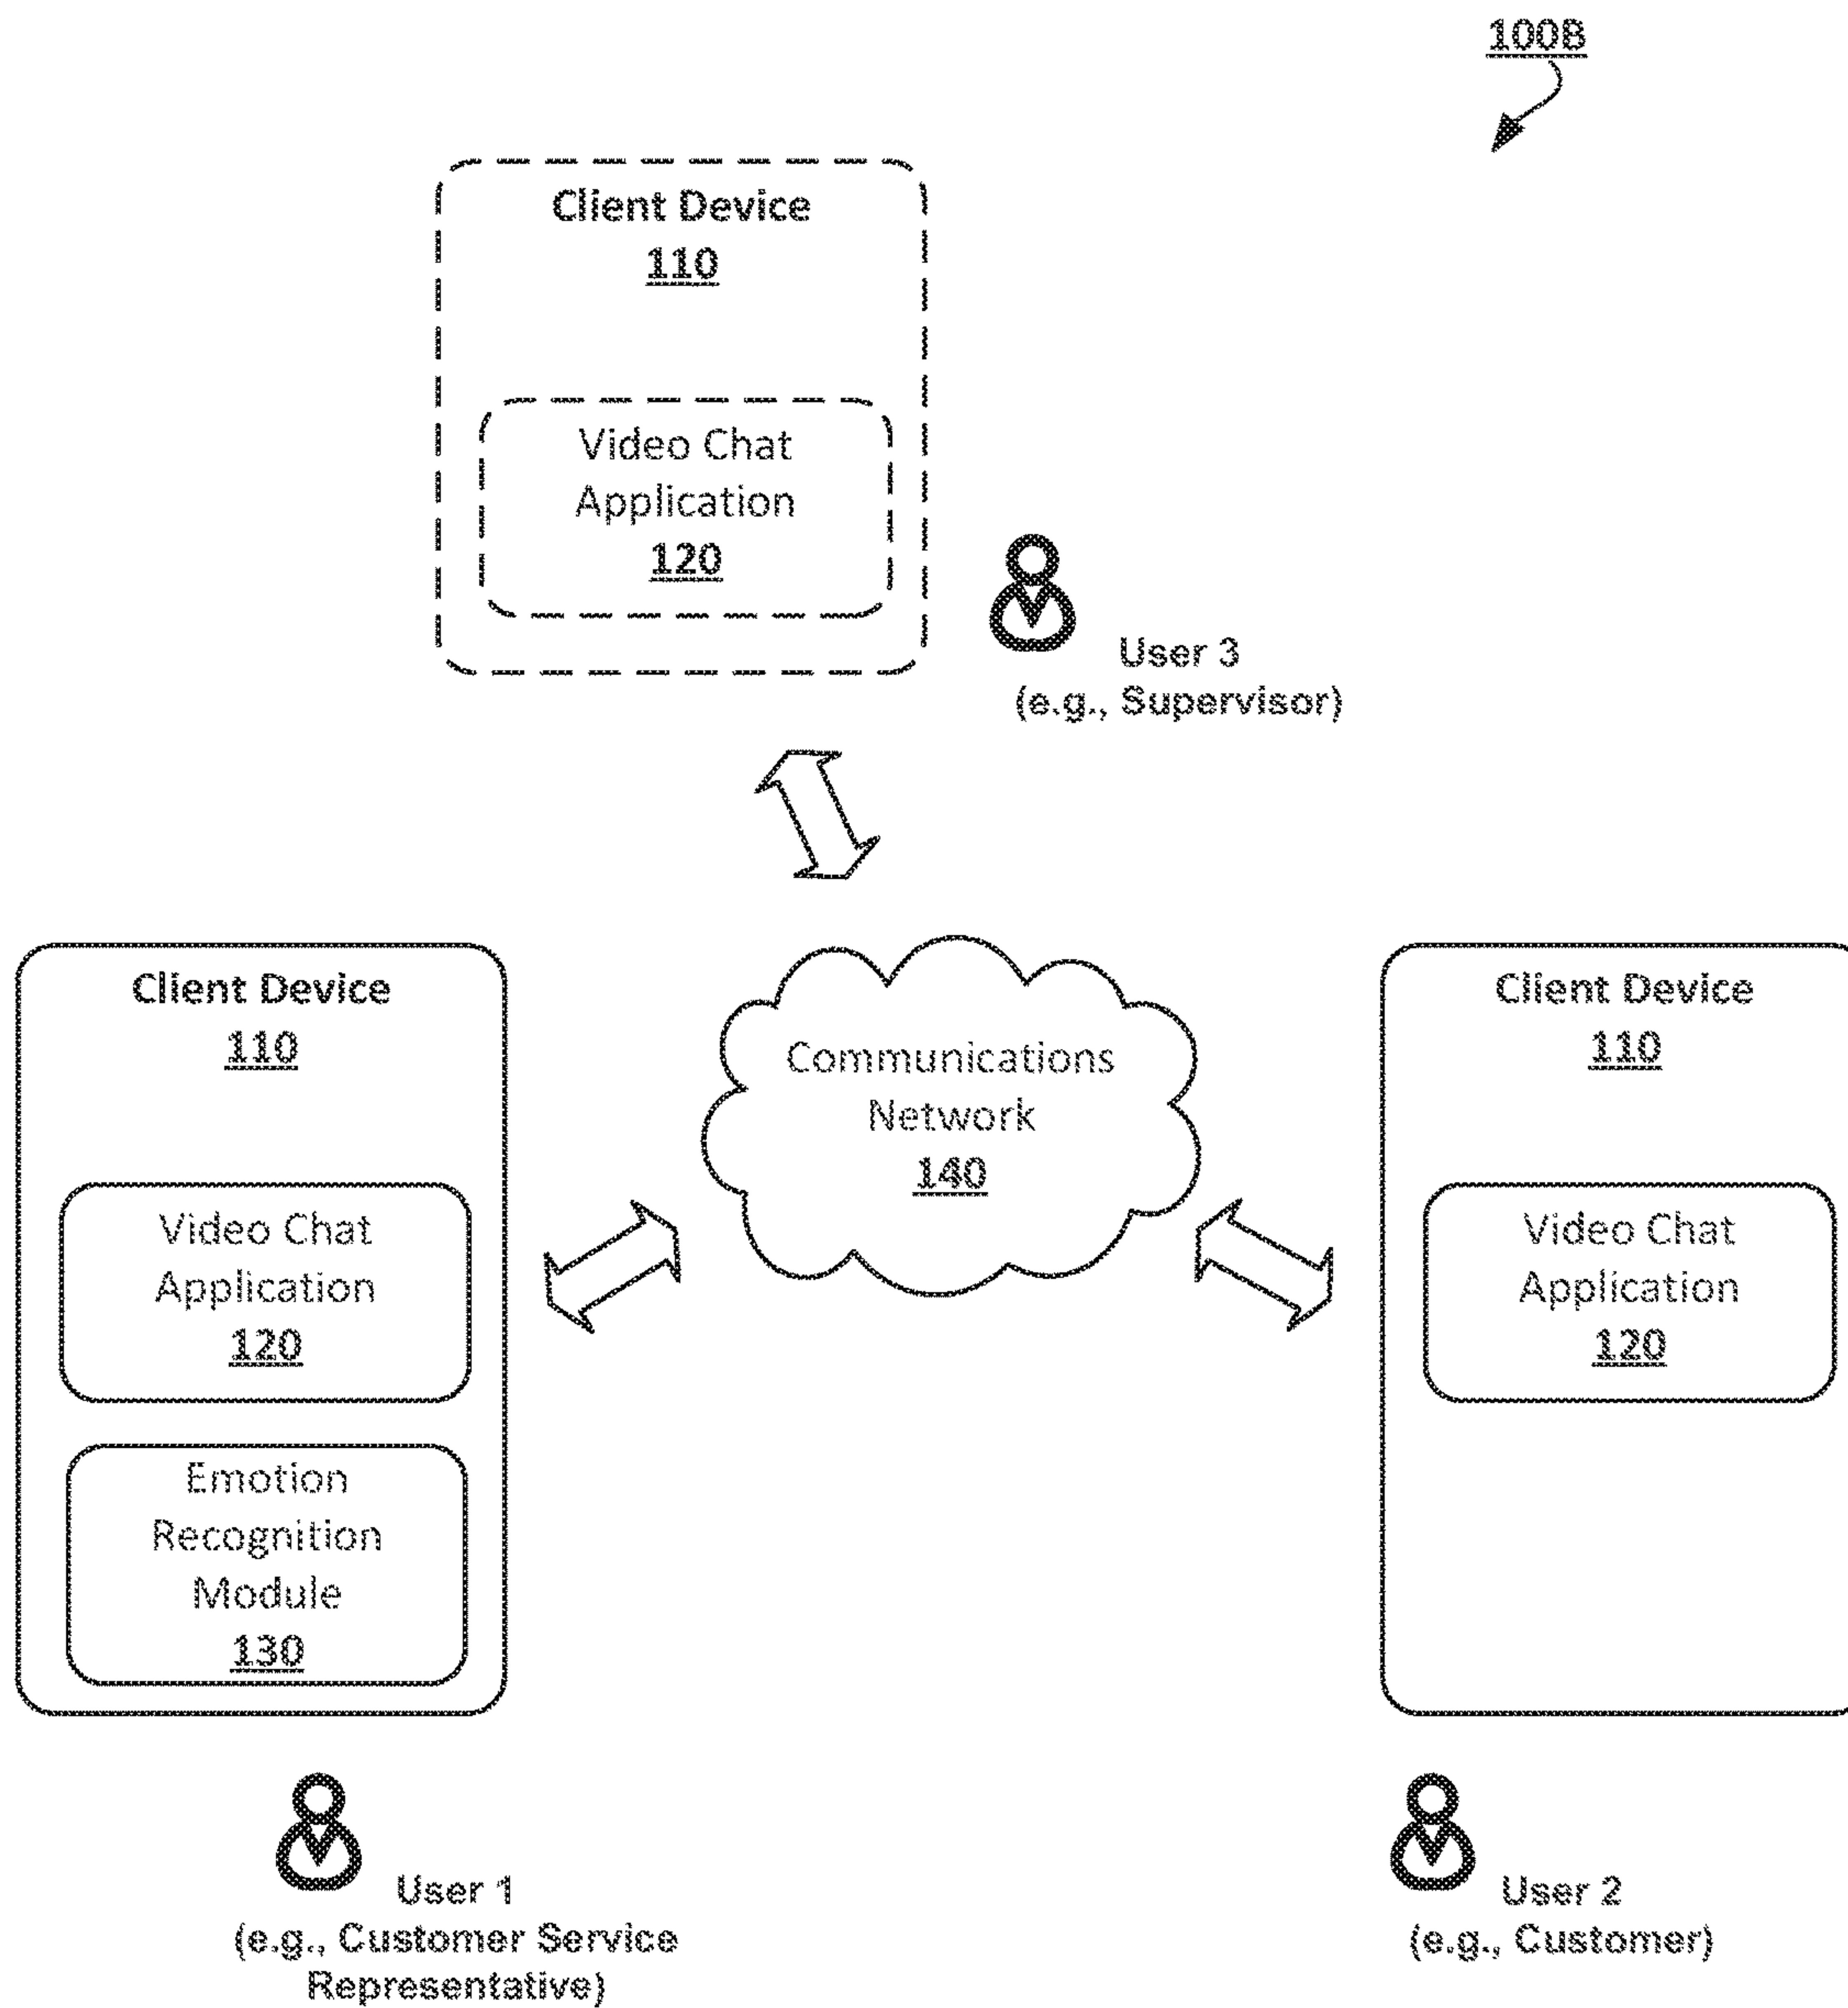 100B
Client Device
110
Video Chat
Application
120
User 3
(e.g., Supervisor)
Client Device
110
Video Chat
Application
120
Emotion
Recognition
Module
130
Communications
Network
140
Client Device
110
Video Chat
Application
120
User 1
(e.g., Customer Service
Representative)
User 2
(e.g., Customer)